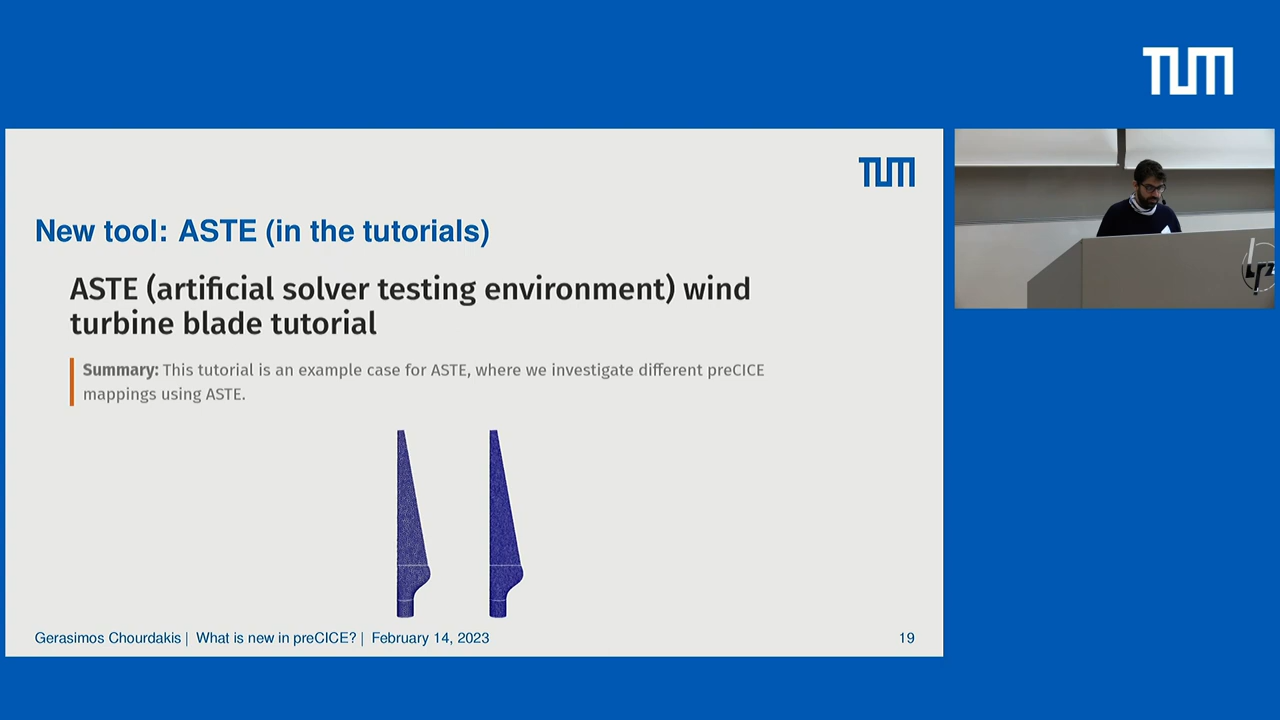 TUM
TUM
New tool: ASTE (in the tutorials)
ASTE (artificial solver testing environment) wind
turbine blade tutorial
Summary: This tutorial is an example case for ASTE, where we investigate different preCICE
mappings using ASTE.
lrz
Gerasimos Chourdakis | What is new in preCICE? | February 14, 2023
19